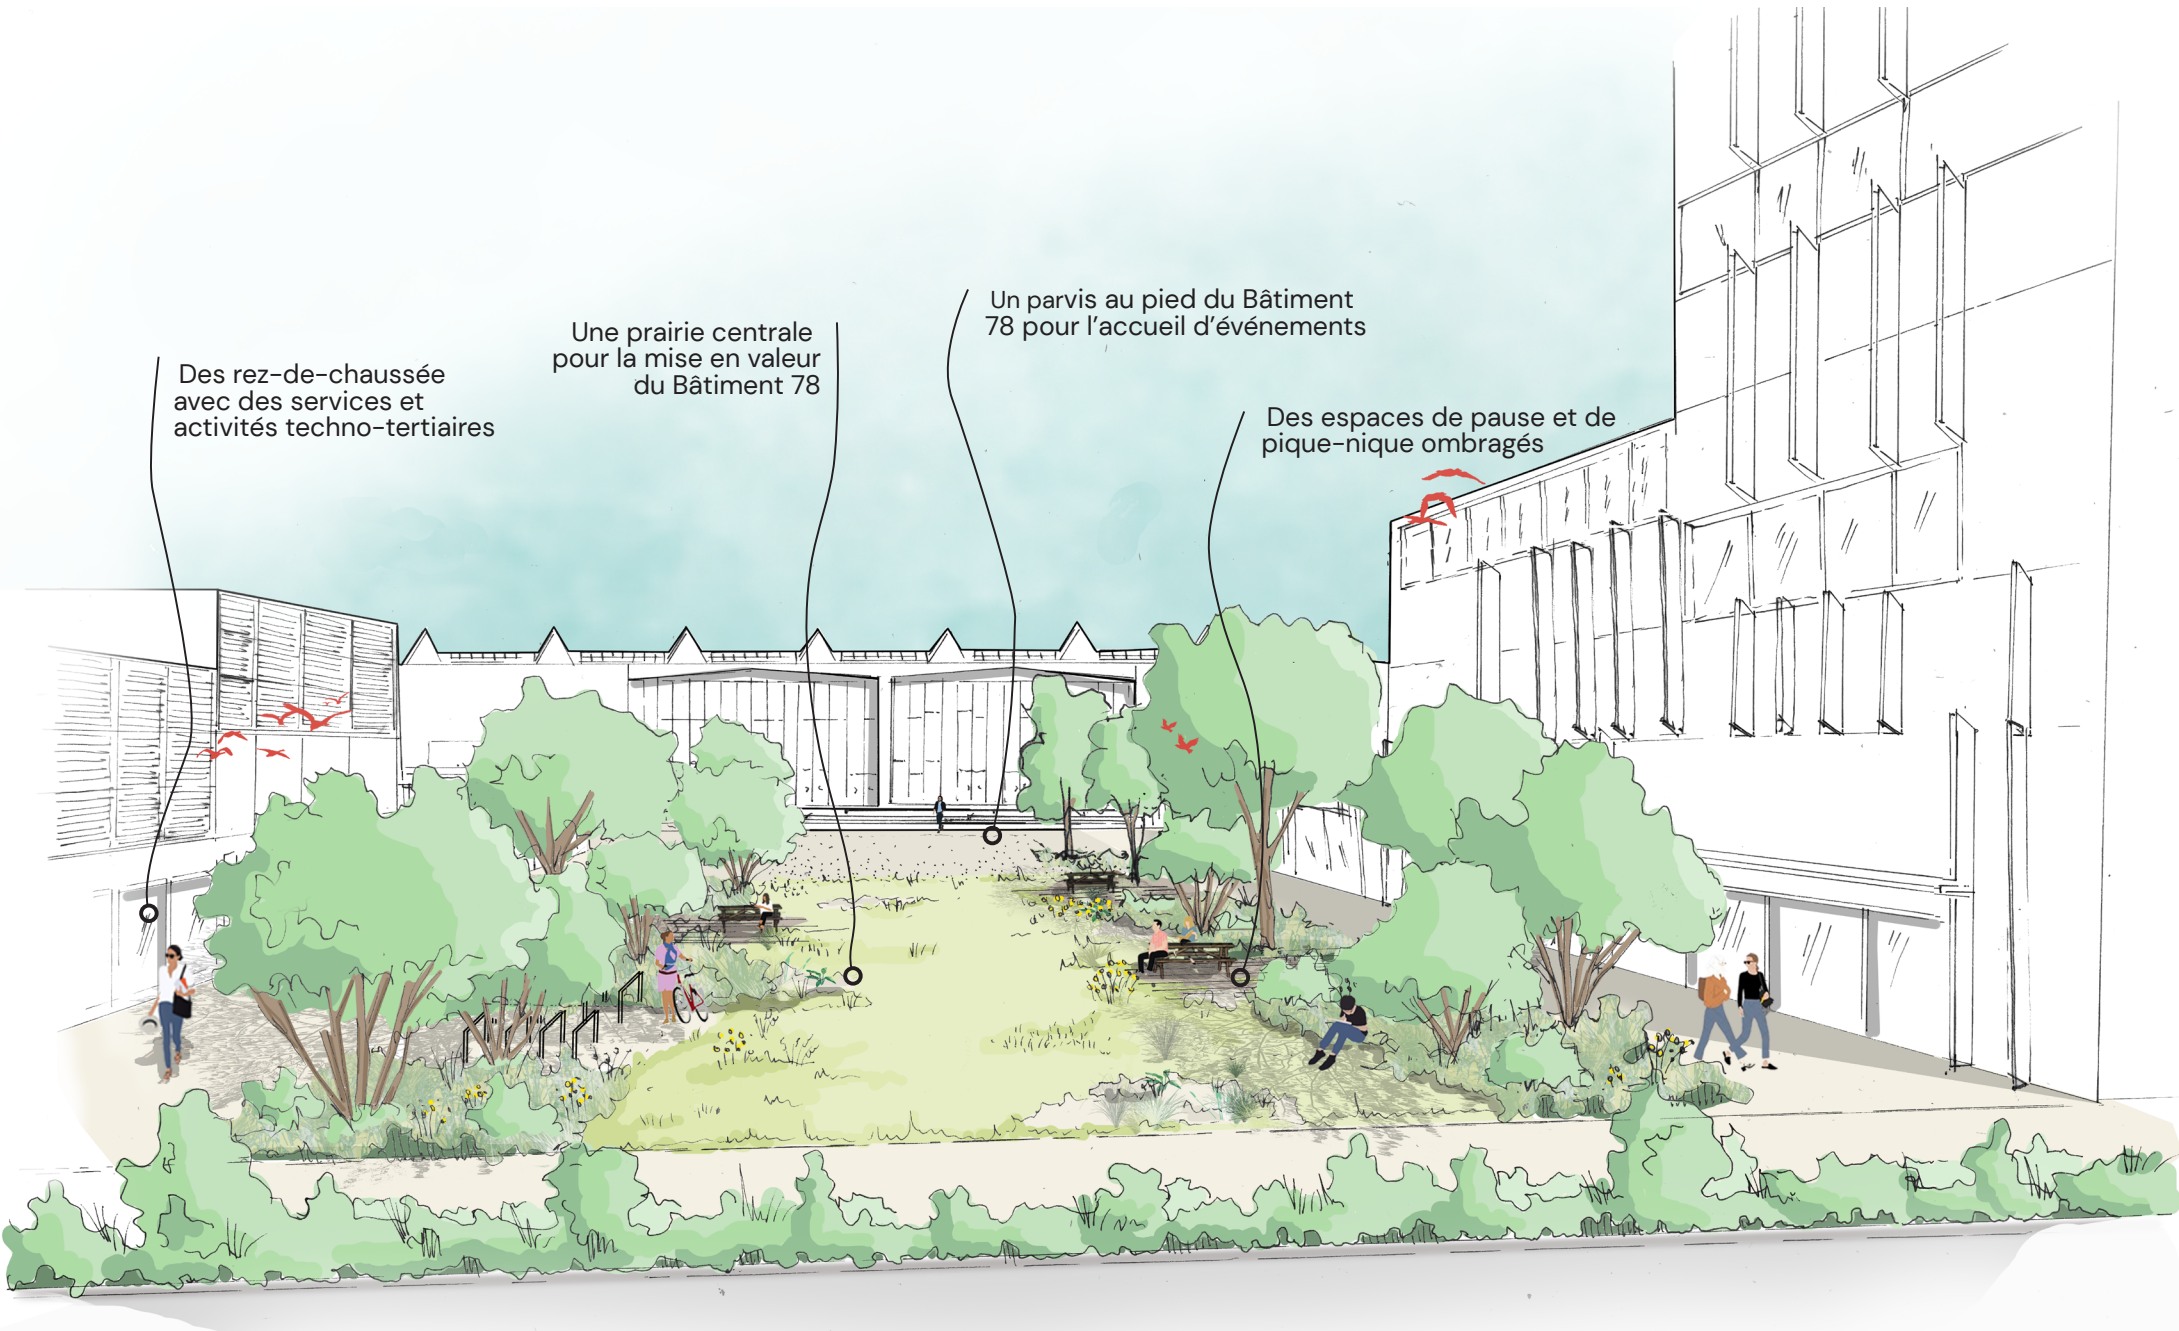 Des rez-de-chaussée
avec des services et
activités techno-tertiaires
Une prairie centrale
pour la mise en valeur
du Bâtiment 78
Un parvis au pied du Bâtiment
78 pour l’accueil d’événements
Des espaces de pause et de
pique-nique ombragés